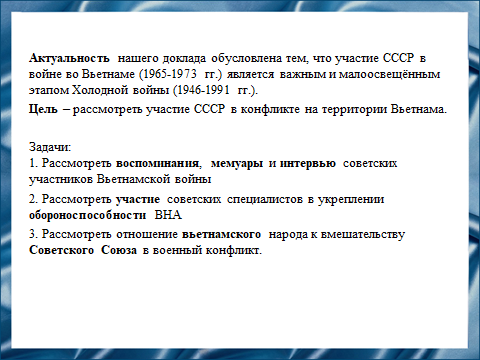 Актуальность нашего доклада обусловлена тем, что участие СССР в
войне во Вьетнаме (1965-1973 гг.) является важным и малоосвещённым
этапом Холодной войны (1946-1991 гг.).
Цель – рассмотреть участие СССР в конфликте на территории Вьетнама.
Задачи:
1. Рассмотреть воспоминания, мемуары и интервью советских
участников Вьетнамской войны
2. Рассмотреть участие советских специалистов в укреплении
обороноспособности ВНА
3. Рассмотреть отношение вьетнамского народа к вмешательству
Советского Союза в военный конфликт.